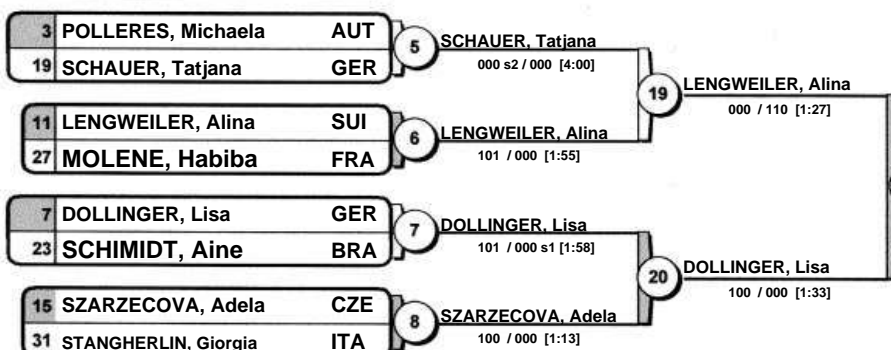 3 POLLERES, Michaela AUT
19 SCHAUER, Tatjana GER
5
SCHAUER, Tatjana
000 s2 / 000 [4:00]
11 LENGWEILER, Alina SUI
27 MOLENE, Habiba FRA
6
LENGWEILER, Alina
101 / 000 [1:55]
19
LENGWEILER, Alina
000 / 110 [1:27]
7 DOLLINGER, Lisa GER
23 SCHIMIDT, Aine BRA
7
DOLLINGER, Lisa
101 / 000 s1 [1:58]
15 SZARZECOVA, Adela CZE
31 STANGHERLIN, Giorgia ITA
8
SZARZECOVA, Adela
100 / 000 [1:13]
20
DOLLINGER, Lisa
100 / 000 [1:33]